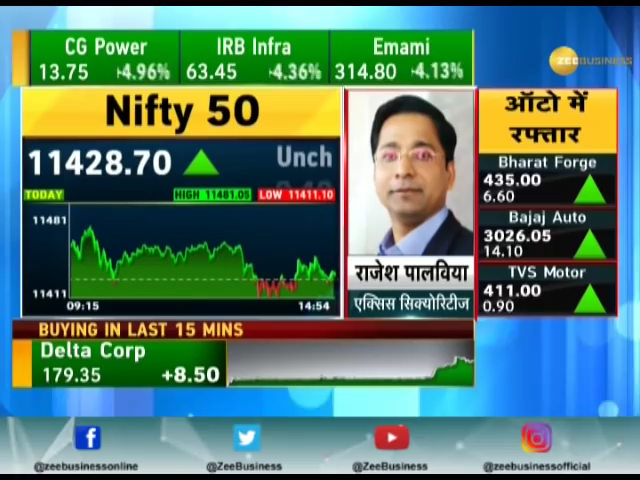 CG Power
13.75 +4.96%
IRB Infra
63.45 +4.36%
Emami
314.80 +4.13%
ZEEBUSINESS
Nifty 50
11428.70
Unch
TODAY
HIGH 11481.05
LOW 11411.10
11481
11411
09:15
14:54
राजेश पालविया
एक्सिस सिक्योरिटीज
ऑटो में
रफ्तार
Bharat Forge
435.00
6.60
Bajaj Auto
3026.05
14.10
TVS Motor
411.00
0.90
BUYING IN LAST 15 MINS
Delta Corp
179.35 +8.50
@zeebusinessonline
@ZeeBusiness
@ZeeBusiness
@zeebusinessofficial